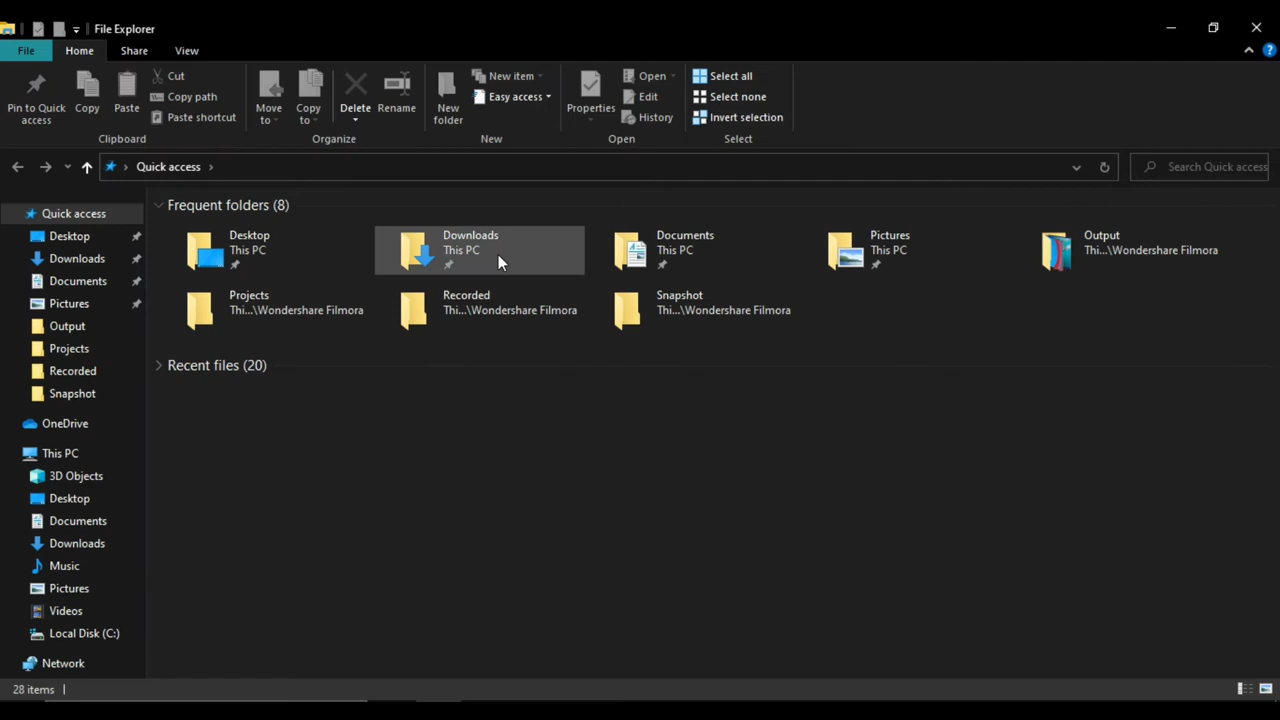 File Explorer
File Home Share View
Pin to Quick access
Copy
Paste
Cut
Copy path
Paste shortcut
Clipboard
Move to
Copy to
Delete
Rename
Organize
New folder
New item
Easy access
New
Properties
Open
Edit
History
Open
Select all
Select none
Invert selection
Select
Quick access
Search Quick access
Quick access
Desktop
Downloads
Documents
Pictures
Output
Projects
Recorded
Snapshot
OneDrive
This PC
3D Objects
Desktop
Documents
Downloads
Music
Pictures
Videos
Local Disk (C:)
Network
Frequent folders (8)
Desktop
This PC
Downloads
This PC
Documents
This PC
Pictures
This PC
Output
Thi...\Wondershare Filmora
Projects
Thi...\Wondershare Filmora
Recorded
Thi...\Wondershare Filmora
Snapshot
Thi...\Wondershare Filmora
Recent files (20)
28 items